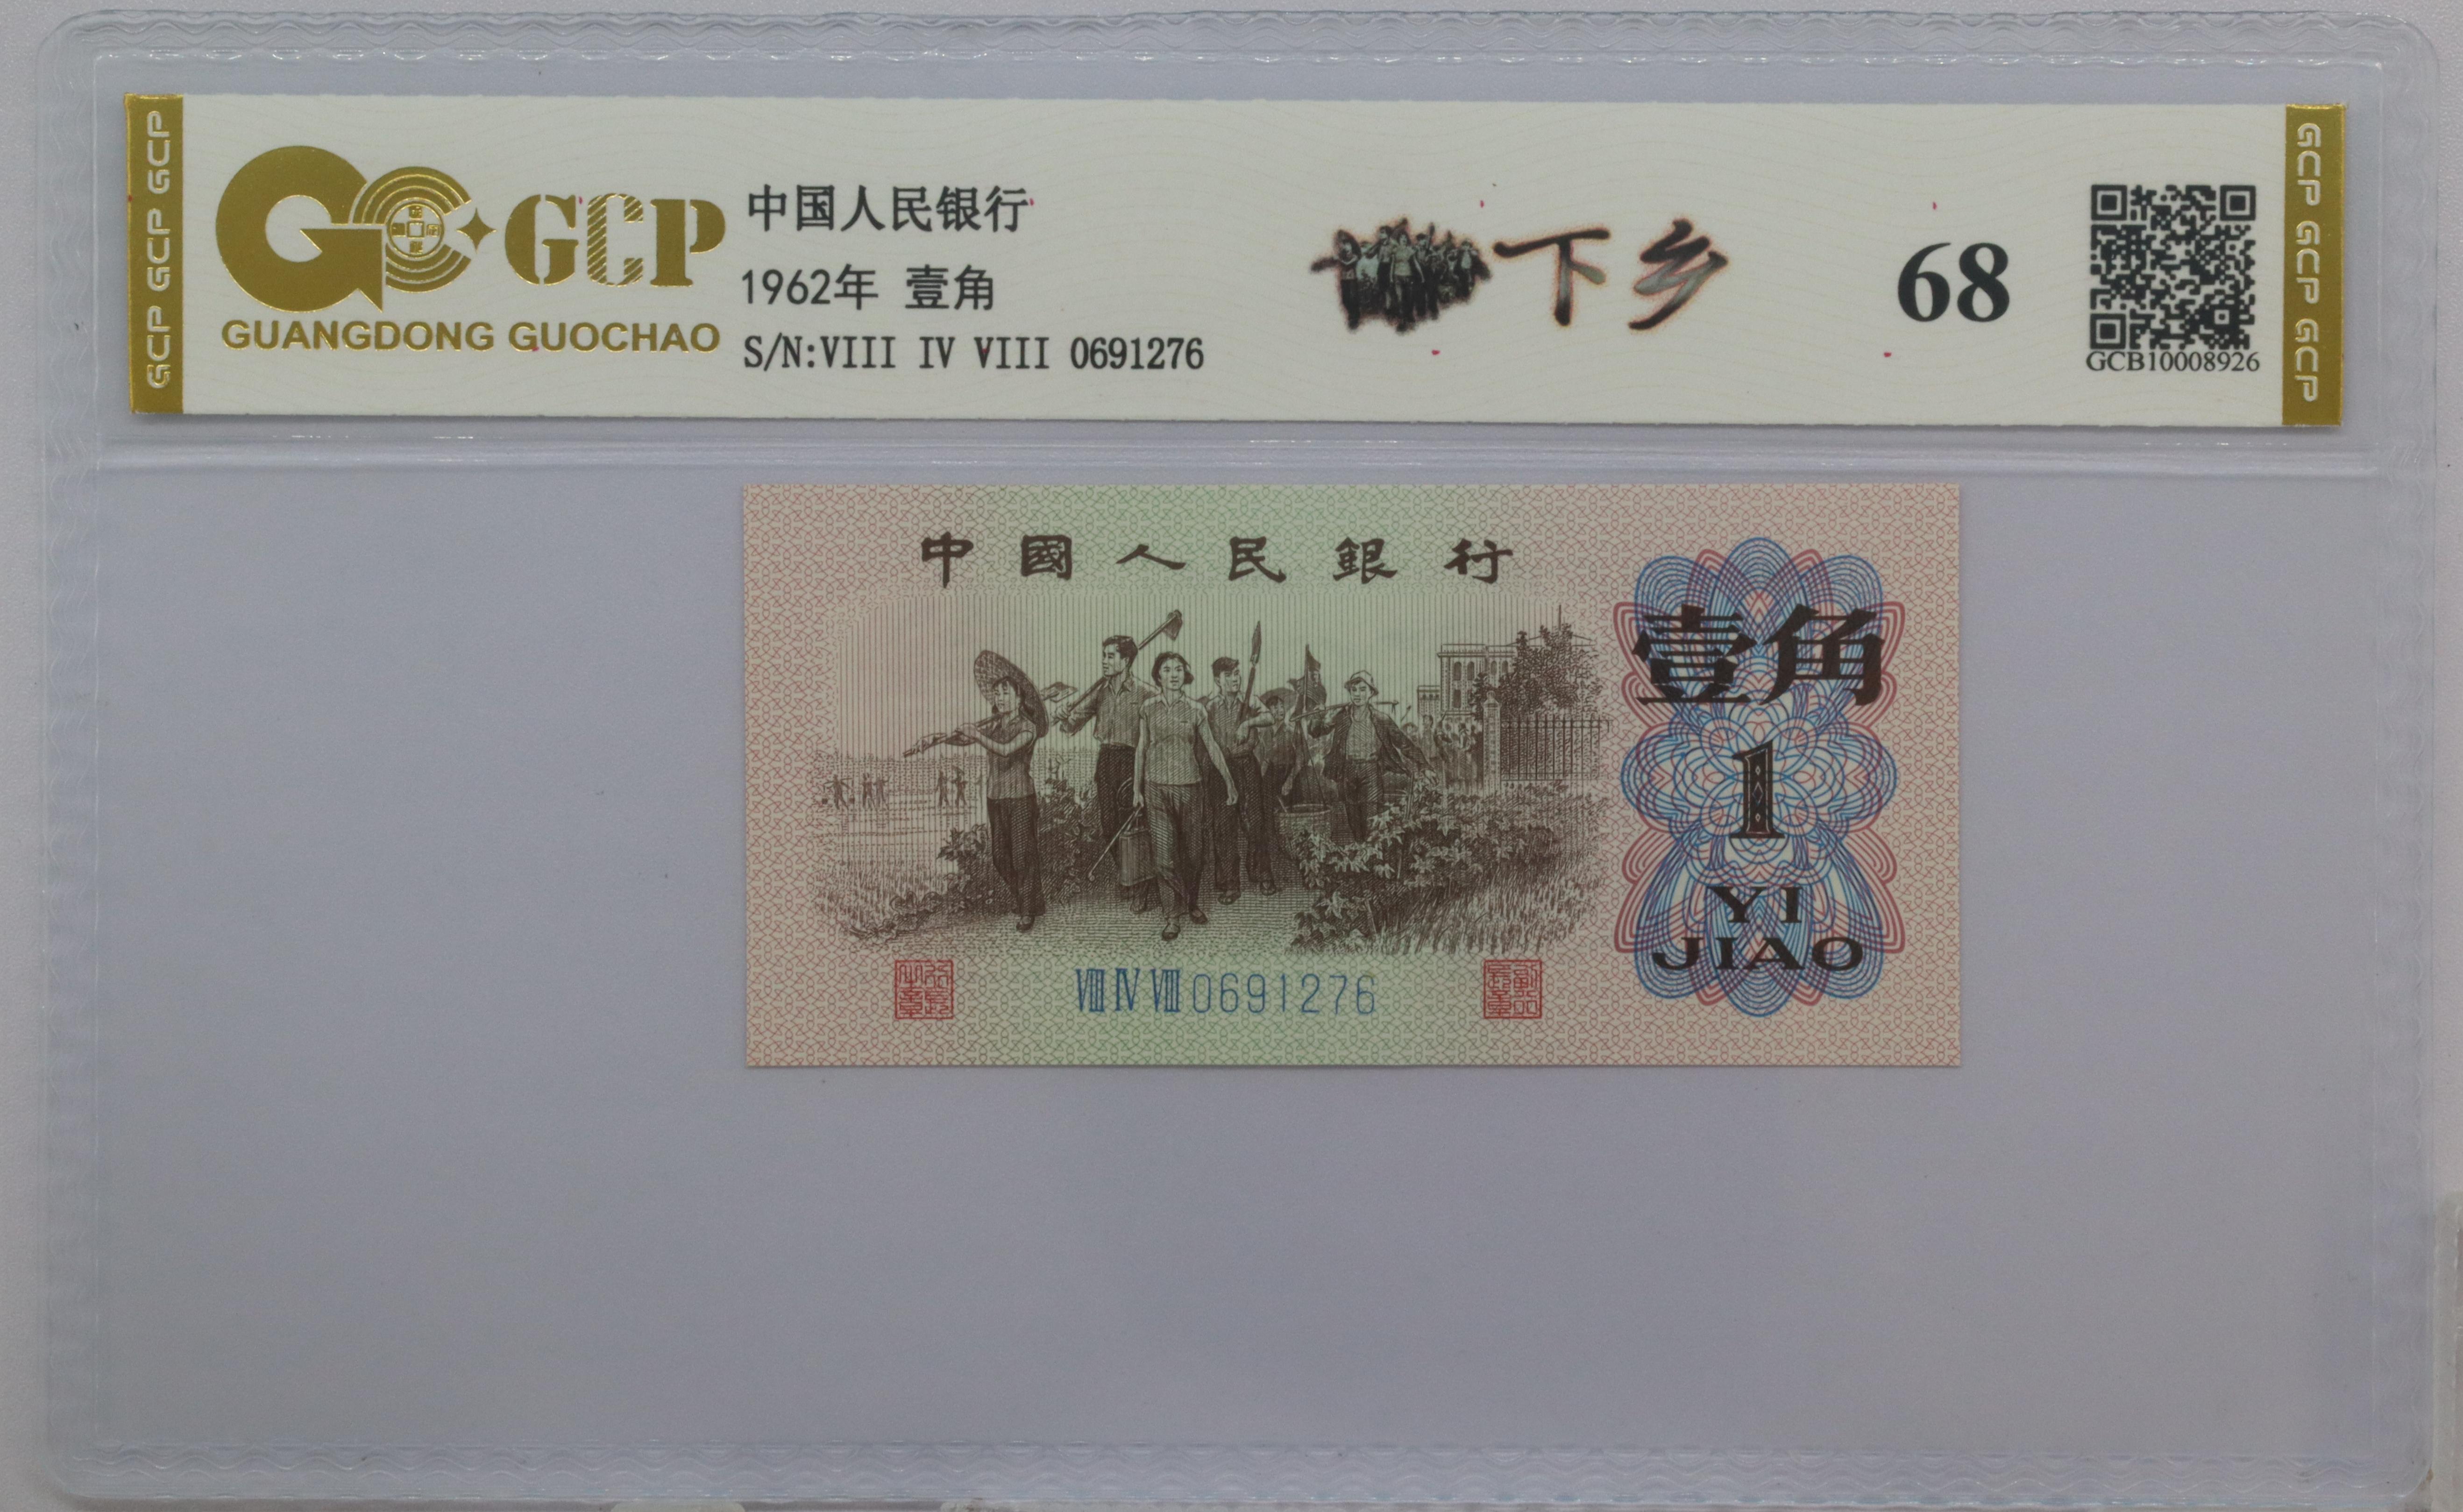 GCP GCP GCP
GCP
GUANGDONG GUOCHAO
中国人民银行
1962年 壹角
S/N:VIII IV VIII 0691276
下乡
68
GCB10008926
GCP GCP GCP
中國人民銀行
壹角
1
YI
JIAO
VIII IV VIII 0691276